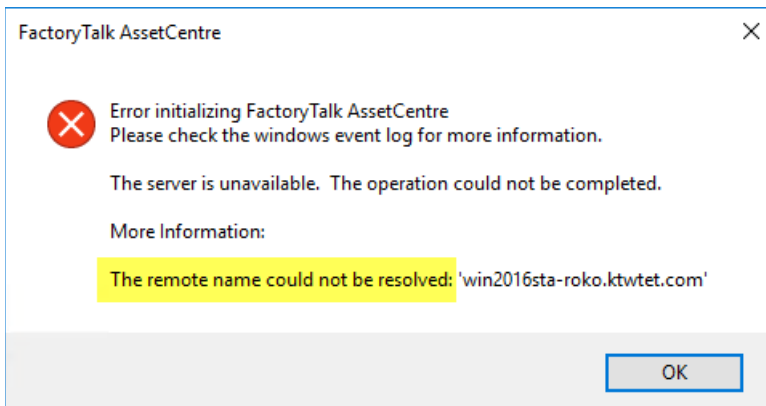 FactoryTalk AssetCentre
Error initializing FactoryTalk AssetCentre
Please check the windows event log for more information.
The server is unavailable.  The operation could not be completed.
More Information:
The remote name could not be resolved: 'win2016sta-roko.ktwtet.com'
OK